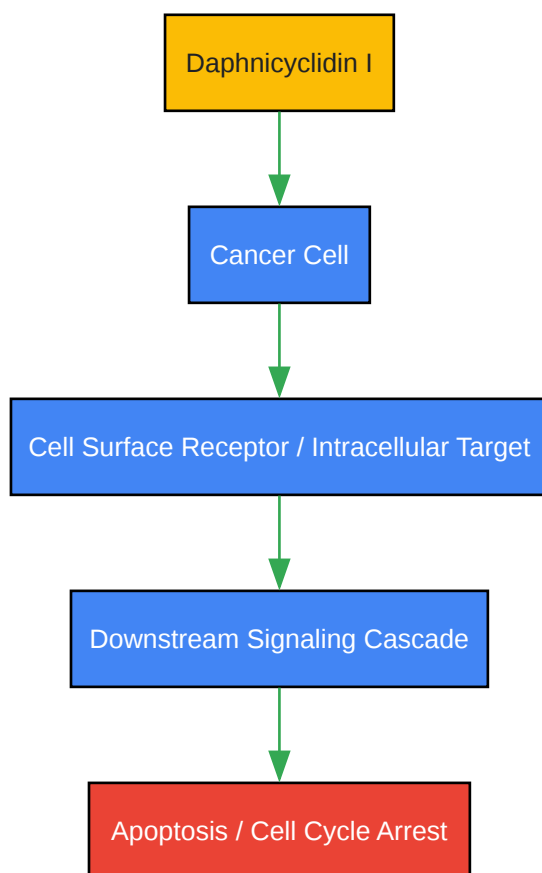 Daphnicyclidin I
Cancer Cell
Cell Surface Receptor / Intracellular Target
Downstream Signaling Cascade
Apoptosis / Cell Cycle Arrest